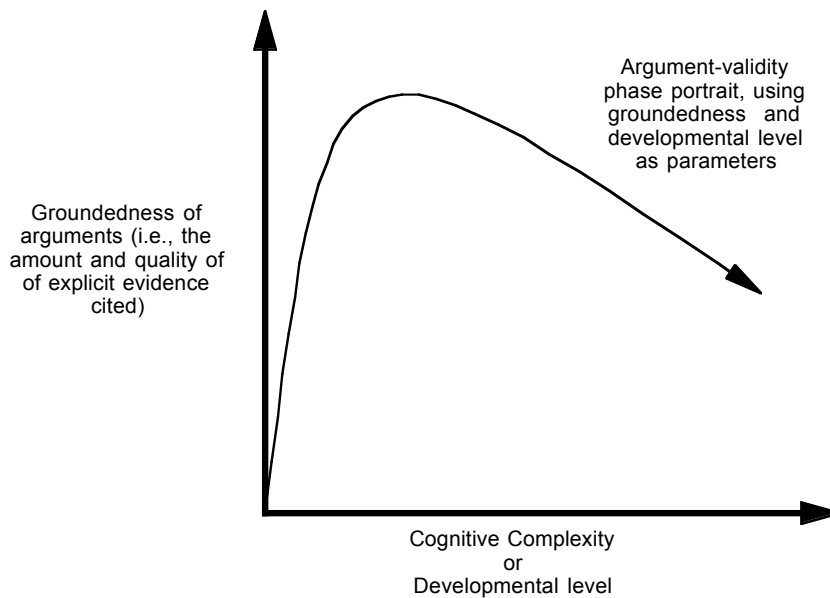 Argument-validity
phase portrait, using
groundedness and
developmental level
as parameters
Groundedness of
arguments (i.e., the
amount and quality of
of explicit evidence
cited)
Cognitive Complexity
or
Developmental level